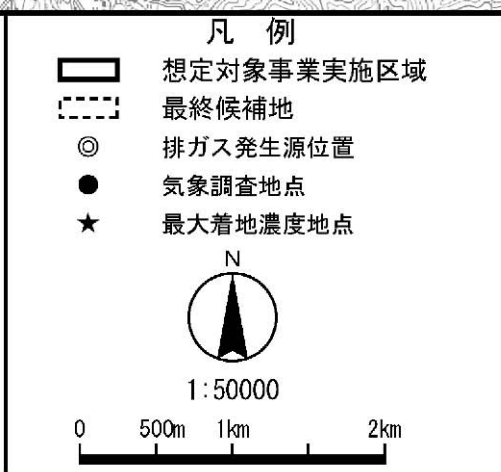 凡 例
想定対象事業実施区域
最終候補地
排ガス発生源位置
気象調査地点
最大着地濃度地点
N
1:50000
0 500m 1km 2km